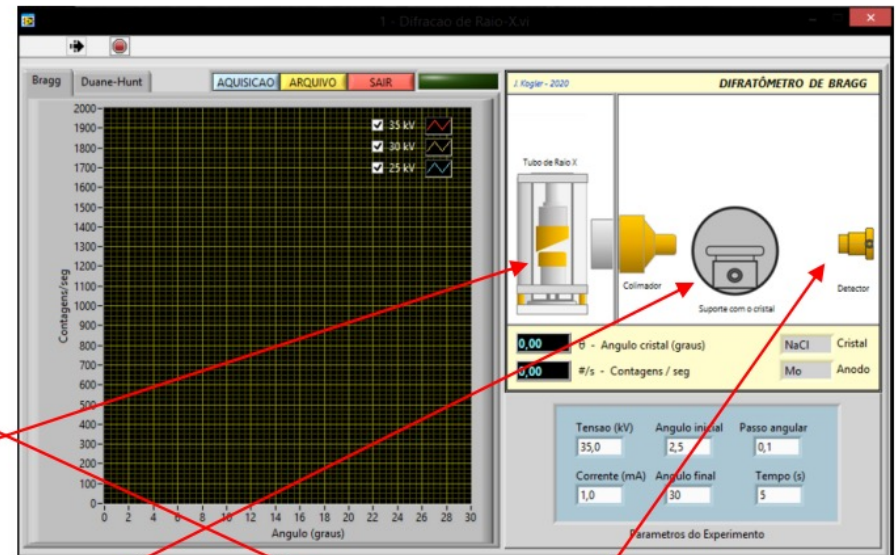 1 - Difracao de Raio-X.vi
Bragg Duane-Hunt AQUISICAO ARQUIVO SAIR
2000
1900
1800
1700
1600
1500
1400
1300
1200
1100
1000
900
800
700
600
500
400
300
200
100
0
Contagens/seg
35 kV
30 kV
25 kV
0 2 4 6 8 10 12 14 16 18 20 22 24 26 28 30
Angulo (graus)
J. Kogler - 2020 DIFRATÔMETRO DE BRAGG
Tubo de Raio X
Colimador
Suporte com o cristal
Detector
0,00 θ - Angulo cristal (graus) NaCl Cristal
0,00 #/s - Contagens / seg Mo Anodo
Tensao (kV) Angulo inicial Passo angular
35,0 2,5 0,1
Corrente (mA) Angulo final Tempo (s)
1,0 30 5
Parametros do Experimento